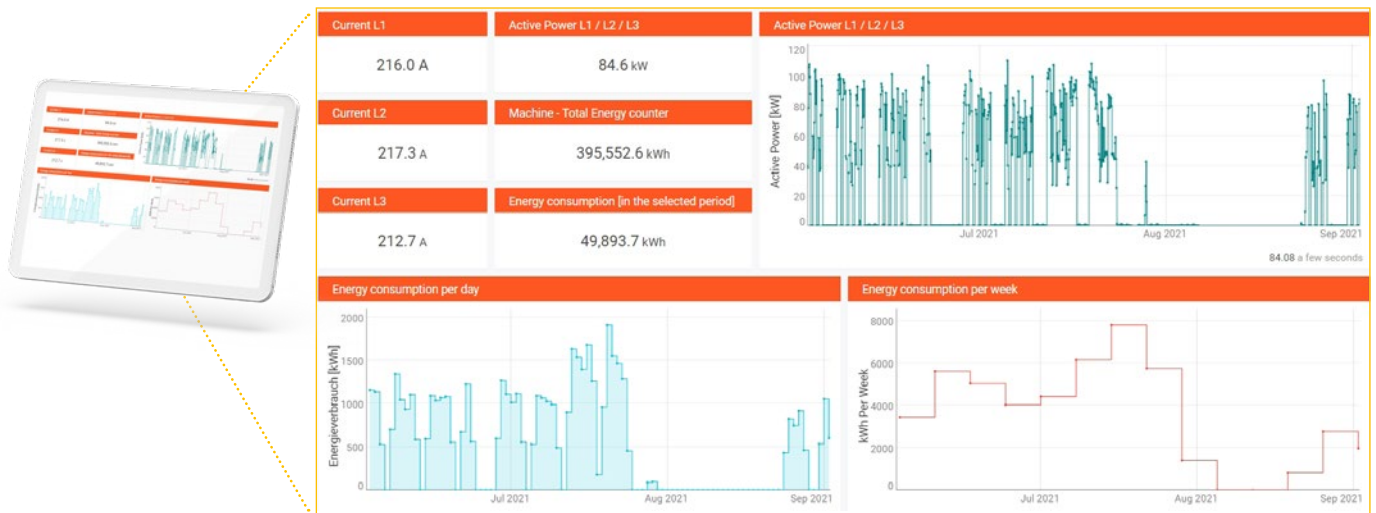 Current L1
216.0 A
Active Power L1 / L2 / L3
84.6 kW
Current L2
217.3 A
Machine - Total Energy counter
395,552.6 kWh
Current L3
212.7 A
Energy consumption [in the selected period]
49,893.7 kWh
Active Power L1 / L2 / L3
Active Power [kW]
120
100
80
60
40
20
0
Jul 2021
Aug 2021
Sep 2021
84.08 a few seconds
Energy consumption per day
Energieverbrauch [kWh]
2000
1500
1000
500
0
Jul 2021
Aug 2021
Sep 2021
Energy consumption per week
kWh Per Week
8000
6000
4000
2000
0
Jul 2021
Aug 2021
Sep 2021